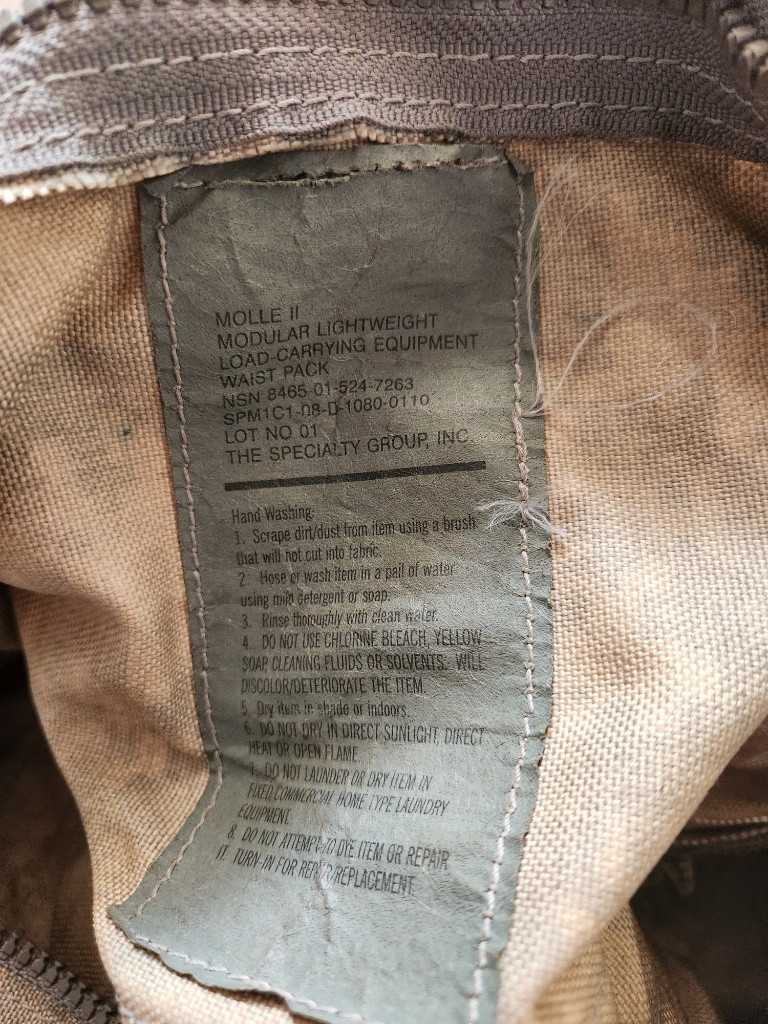 MOLLE II
MODULAR LIGHTWEIGHT
LOAD-CARRYING EQUIPMENT
WAIST PACK
NSN 8465-01-524-7263
SPM1C1-08-D-1080-0110
LOT NO 01
THE SPECIALTY GROUP, INC.
Hand Washing:
1. Scrape dirt/dust from item using a brush
that will not cut into fabric.
2. Hose or wash item in a pail of water
using mild detergent or soap.
3. Rinse thoroughly with clean water.
4. DO NOT USE CHLORINE BLEACH, YELLOW
SOAP, CLEANING FLUIDS OR SOLVENTS. WILL
DISCOLOR/DETERIORATE THE ITEM.
5. Dry item in shade or indoors.
6. DO NOT DRY IN DIRECT SUNLIGHT, DIRECT
HEAT OR OPEN FLAME.
7. DO NOT LAUNDER OR DRY ITEM IN
FIXED COMMERCIAL HOME TYPE LAUNDRY
EQUIPMENT.
8. DO NOT ATTEMPT TO DYE ITEM OR REPAIR
IT. TURN-IN FOR REPAIR/REPLACEMENT.